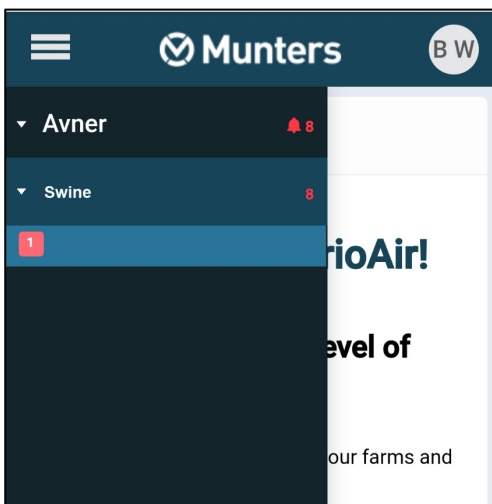 Munters
B W
Avner
8
Swine
8
1
rioAir!
evel of
our farms and